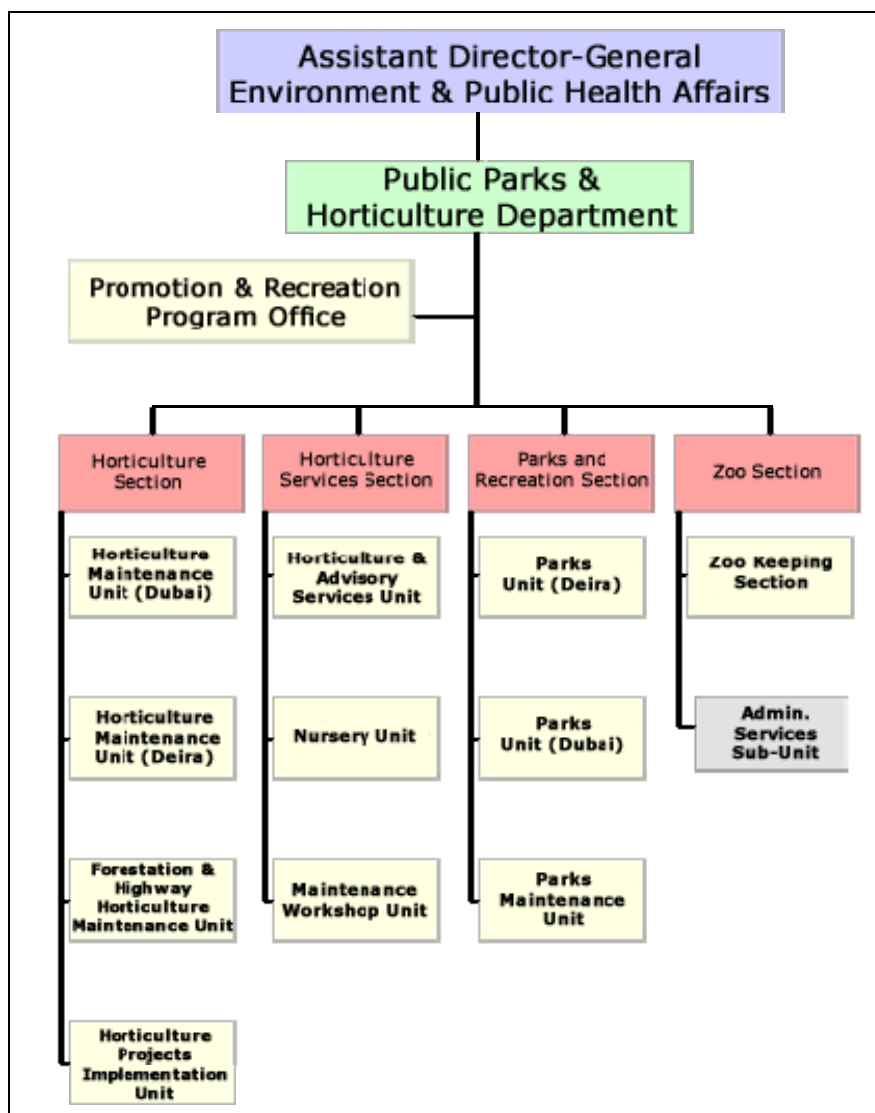 Assistant Director-General
Environment & Public Health Affairs
Public Parks &
Horticulture Department
Promotion & Recreation
Program Office
Horticulture
Section
Horticulture
Maintenance
Unit (Dubai)
Horticulture
Maintenance
Unit (Deira)
Forestation &
Highway
Horticulture
Maintenance Unit
Horticulture
Projects
Implementation
Unit
Horticulture
Services Section
Horticulture &
Advisory
Services Unit
Nursery Unit
Maintenance
Workshop Unit
Parks and
Recreation Section
Parks
Unit (Deira)
Parks
Unit (Dubai)
Parks
Maintenance
Unit
Zoo Section
Zoo Keeping
Section
Admin.
Services
Sub-Unit